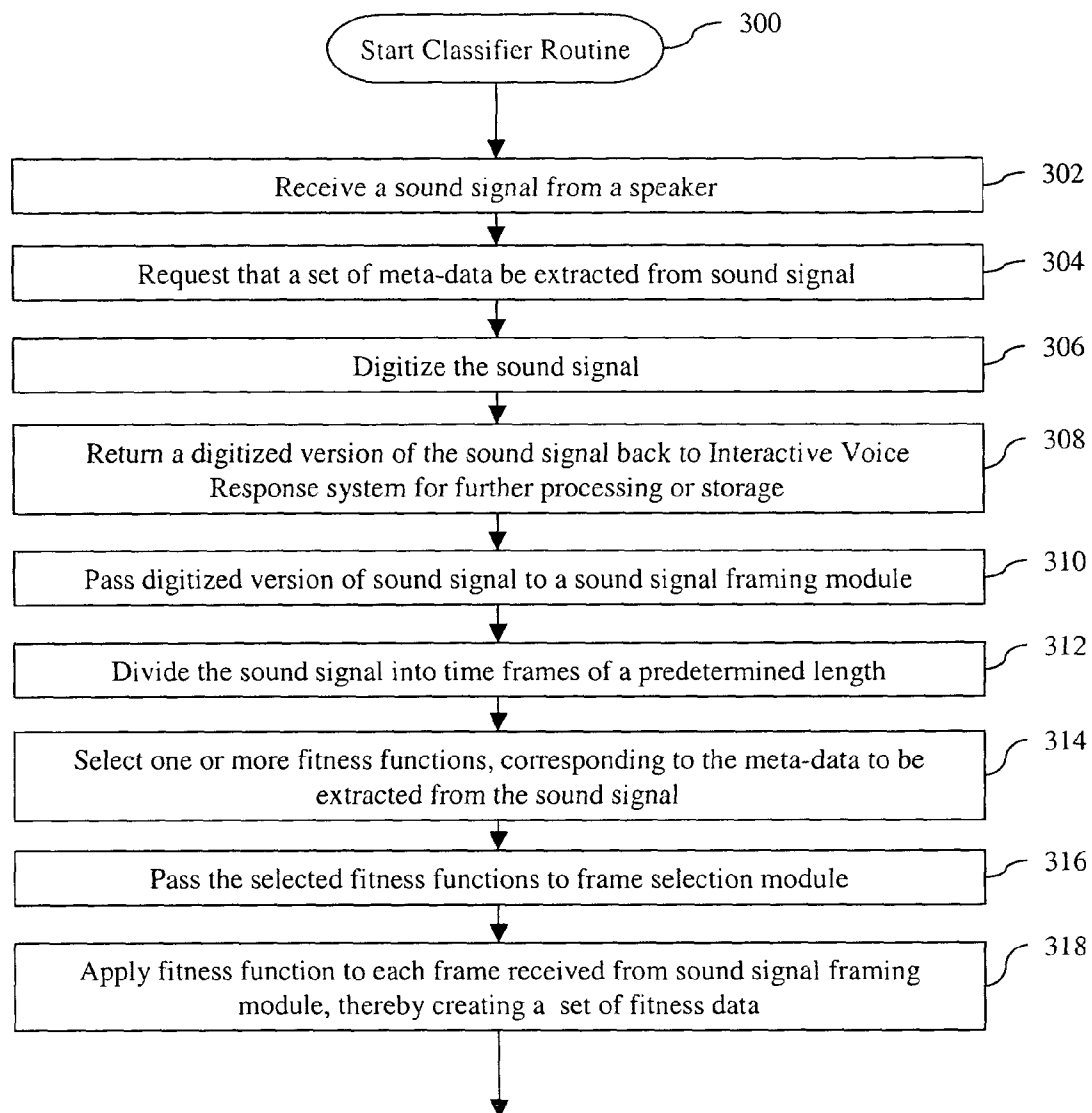 300
Start Classifier Routine
302
Receive a sound signal from a speaker
304
Request that a set of meta-data be extracted from sound signal
306
Digitize the sound signal
308
Return a digitized version of the sound signal back to Interactive Voice
Response system for further processing or storage
310
Pass digitized version of sound signal to a sound signal framing module
312
Divide the sound signal into time frames of a predetermined length
314
Select one or more fitness functions, corresponding to the meta-data to be
extracted from the sound signal
316
Pass the selected fitness functions to frame selection module
318
Apply fitness function to each frame received from sound signal framing
module, thereby creating a set of fitness data